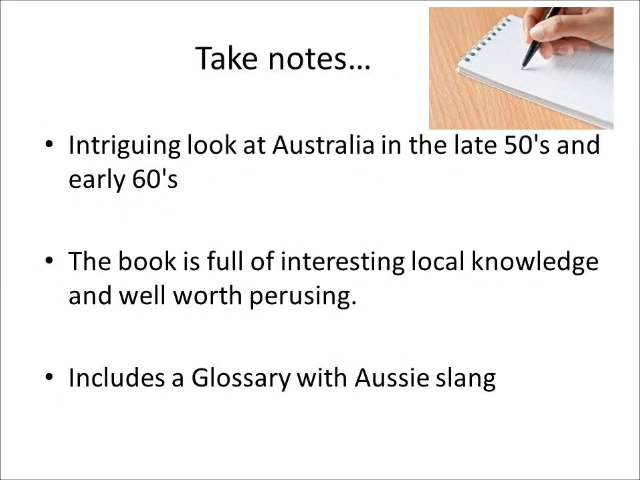 Take notes…
• Intriguing look at Australia in the late 50's and
early 60's
• The book is full of interesting local knowledge
and well worth perusing.
• Includes a Glossary with Aussie slang